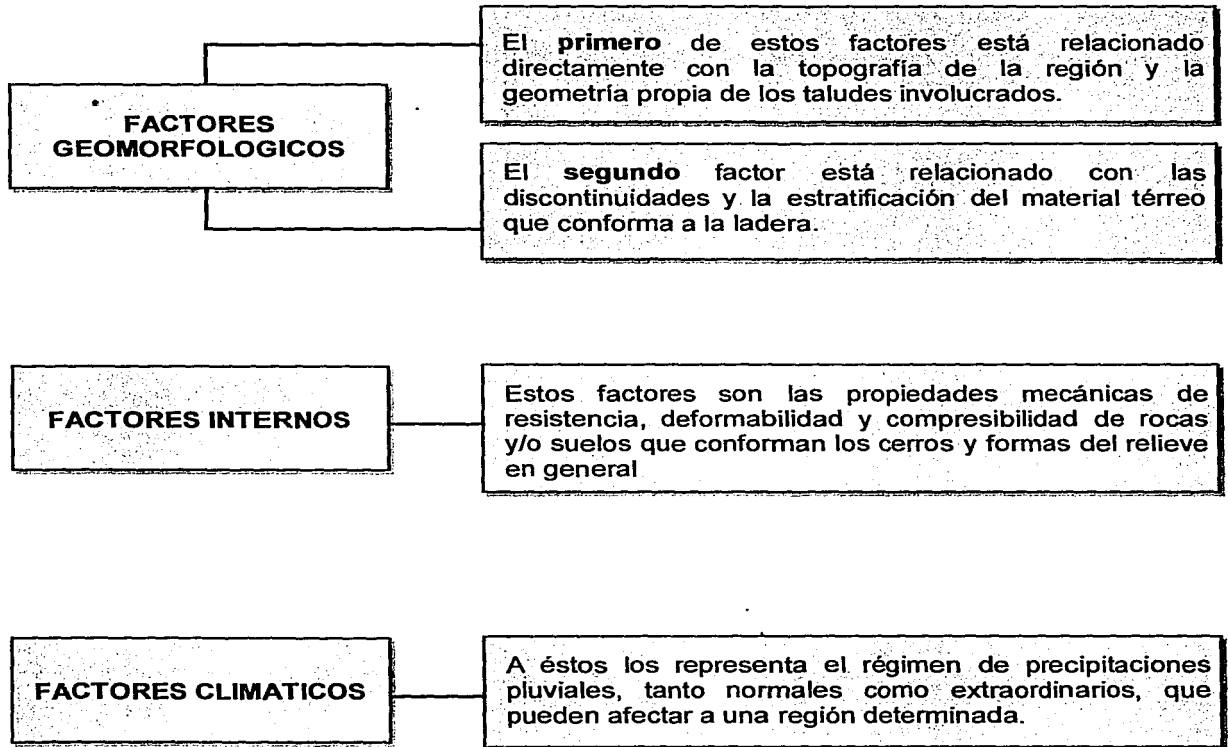 El primero de estos factores está relacionado
directamente con la topografía de la región y la
geometría propia de los taludes involucrados.
FACTORES
GEOMORFOLOGICOS
El segundo factor está relacionado con las
discontinuidades y la estratificación del material térreo
que conforma a la ladera.
FACTORES INTERNOS
Estos factores son las propiedades mecánicas de
resistencia, deformabilidad y compresibilidad de rocas
y/o suelos que conforman los cerros y formas del relieve
en general
FACTORES CLIMATICOS
A éstos los representa el régimen de precipitaciones
pluviales, tanto normales como extraordinarios, que
pueden afectar a una región determinada.